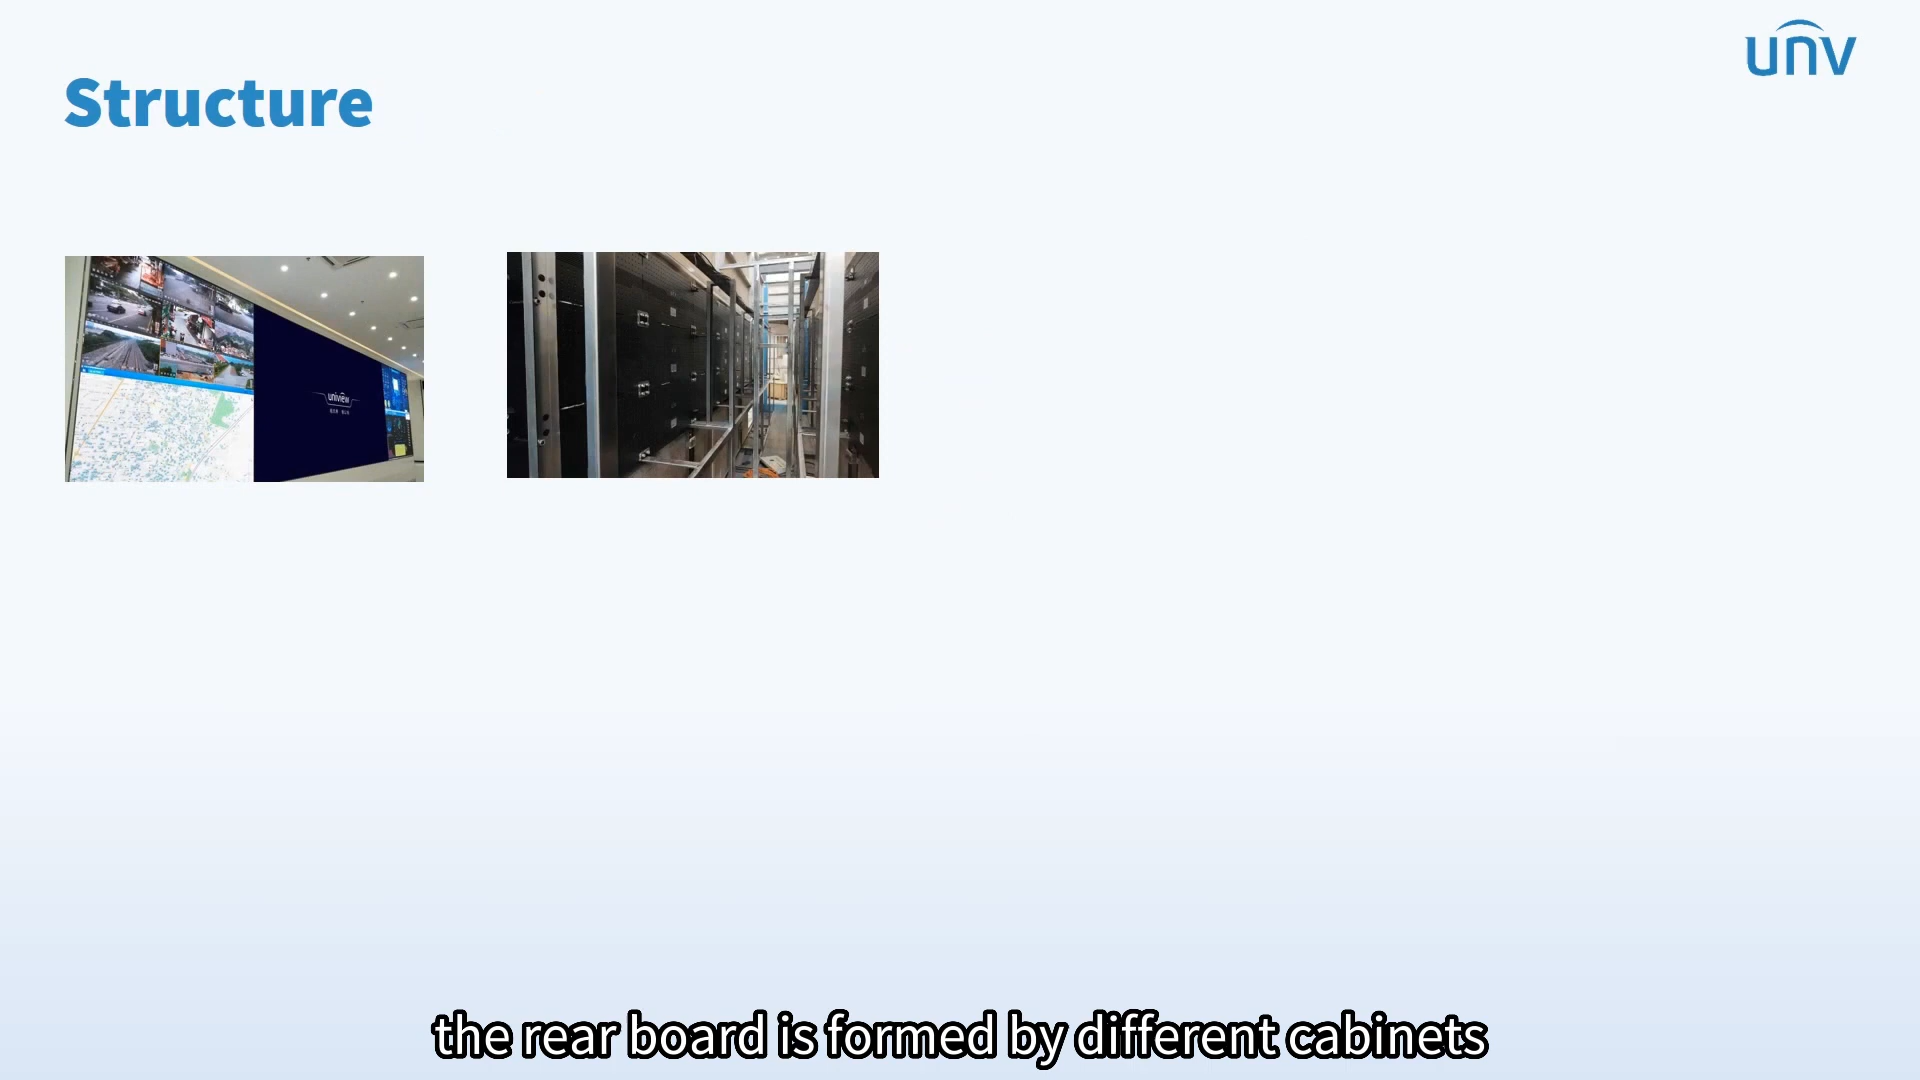 unv
Structure
uniview
the rear board is formed by different cabinets